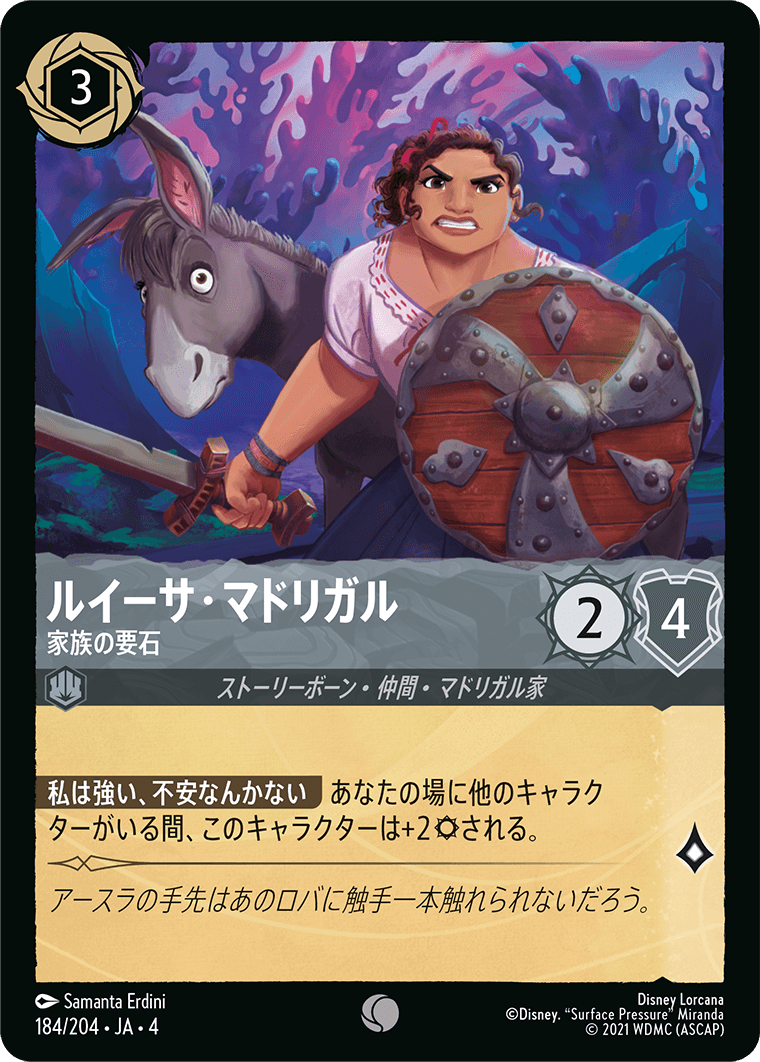 3
ルイーサ・マドリガル
家族の要石
2
4
ストーリーボーン・仲間・マドリガル家
私は強い、不安なんかない あなたの場に他のキャラク
ターがいる間、このキャラクターは+2される。
アースラの手先はあのロバに触手一本触れられないだろう。
Samanta Erdini
184/204・JA・4
Disney Lorcana
©Disney. “Surface Pressure” Miranda
© 2021 WDMC (ASCAP)